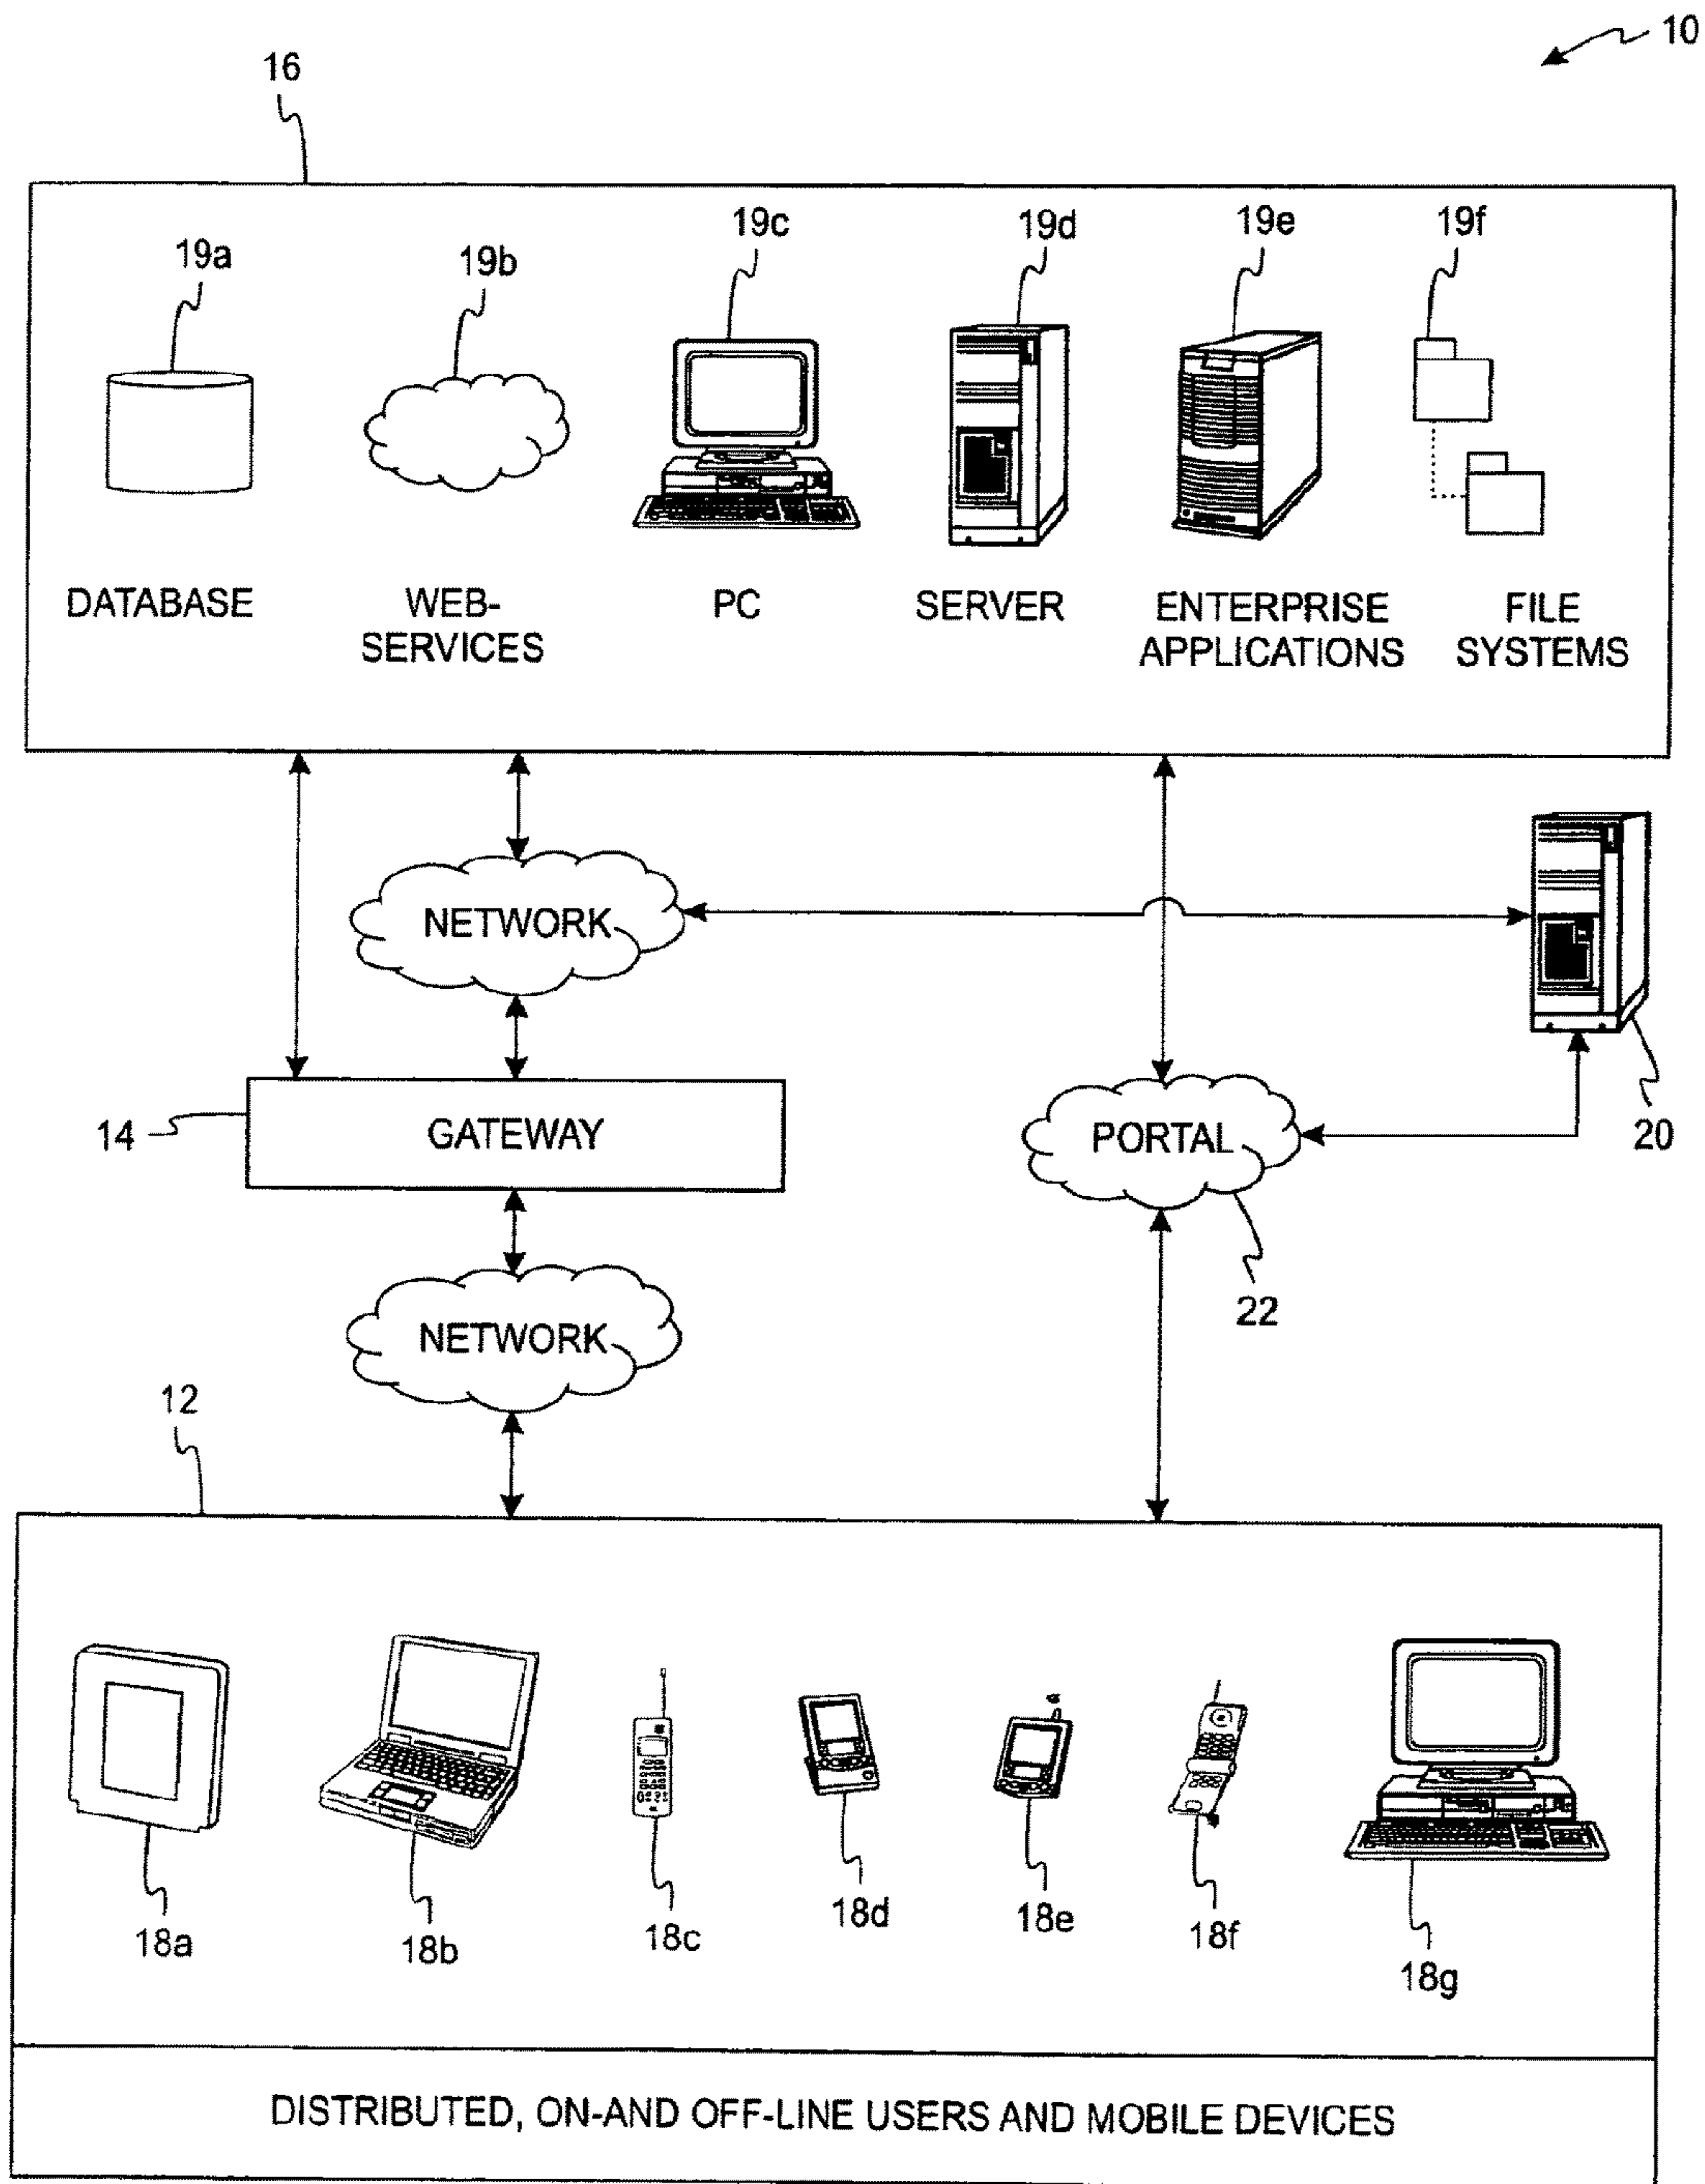 10
16
19a
19b
19c
19d
19e
19f
DATABASE
WEB-
SERVICES
PC
SERVER
ENTERPRISE
APPLICATIONS
FILE
SYSTEMS
NETWORK
20
14
GATEWAY
PORTAL
22
NETWORK
12
18a
18b
18c
18d
18e
18f
18g
DISTRIBUTED, ON-AND OFF-LINE USERS AND MOBILE DEVICES